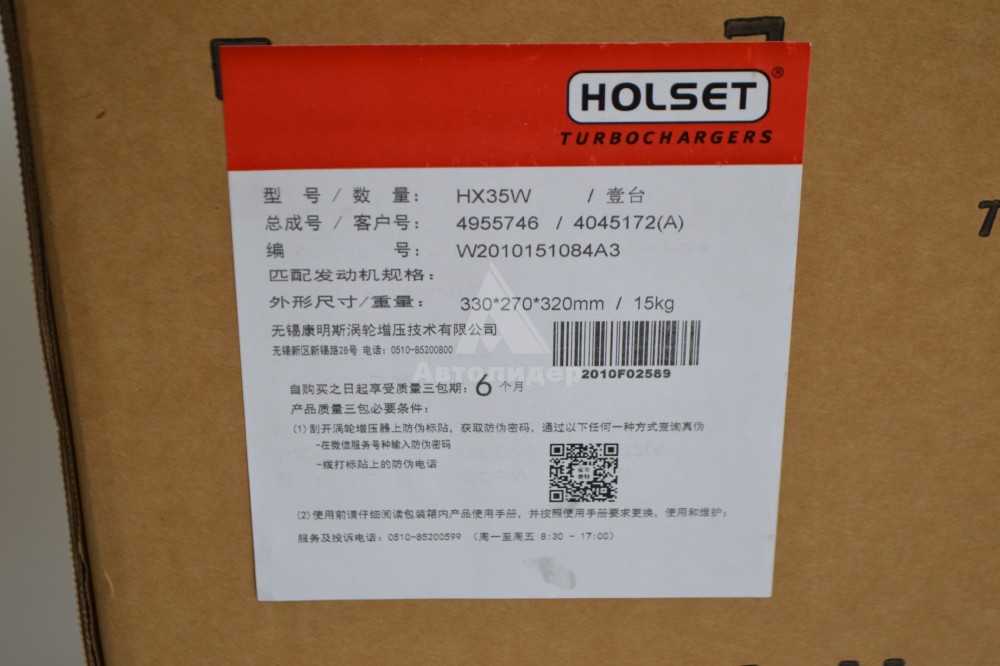 HOLSET®
TURBOCHARGERS
型 号 / 数 量: HX35W / 壹台
总成号 / 客户号: 4955746 / 4045172(A)
编 号: W2010151084A3
匹配发动机规格:
外形尺寸/重量: 330*270*320mm / 15kg
无锡康明斯涡轮增压技术有限公司
无锡新区新锡路28号 电话: 0510-85200800
2010F02589
Автолидер
自购买之日起享受质量三包期: 6 个月
产品质量三包必要条件:
(1)刮开涡轮增压器上防伪标贴, 获取防伪密码, 通过以下任何一种方式查询真伪
-在微信服务号种输入防伪密码
-拨打标贴上的防伪电话
(2)使用前请仔细阅读包装箱内产品使用手册, 并按照使用手册要求更换, 使用和维护;
服务及投诉电话: 0510-85200599 (周一至周五 8:30 - 17:00)
T